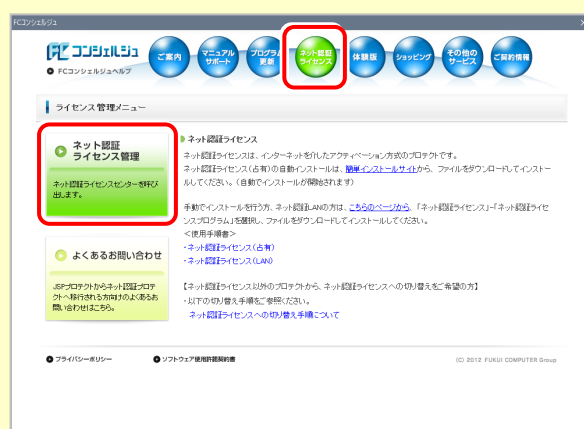 FCコンシェルジュ
FC コンシェルジュ
FCコンシェルジュヘルプ
ご案内
マニュアル
サポート
プログラム
更新
ネット認証
ライセンス
体験版
ショッピング
その他の
サービス
ご契約情報
ライセンス管理メニュー
ネット認証
ライセンス管理
ネット認証ライセンスセンターを呼び
出します。
よくあるお問い合わせ
JSPプロテクトからネット認証プロテ
クトへ移行される方向けのよくあるお
問い合わせはこちら。
ネット認証ライセンス
ネット認証ライセンスは、インターネットを介したアクティベーション方式のプロテクトです。
ネット認証ライセンス(占有)の自動インストールは、簡単インストールサイトから、ファイルをダウンロードしてインストー
ルしてください。(自動でインストールが開始されます)
手動でインストールを行う方、ネット認証LANの方は、こちらのページから、「ネット認証ライセンス」-「ネット認証ライセ
ンスプログラム」を選択し、ファイルをダウンロードしてインストールしてください。
<使用手順書>
・ネット認証ライセンス(占有)
・ネット認証ライセンス(LAN)
【ネット認証ライセンス以外のプロテクトから、ネット認証ライセンスへの切り替えをご希望の方】
・以下の切り替え手順をご参照ください。
ネット認証ライセンスへの切り替え手順について
プライバシーポリシー
ソフトウェア使用許諾契約書
(C) 2012 FUKUI COMPUTER Group